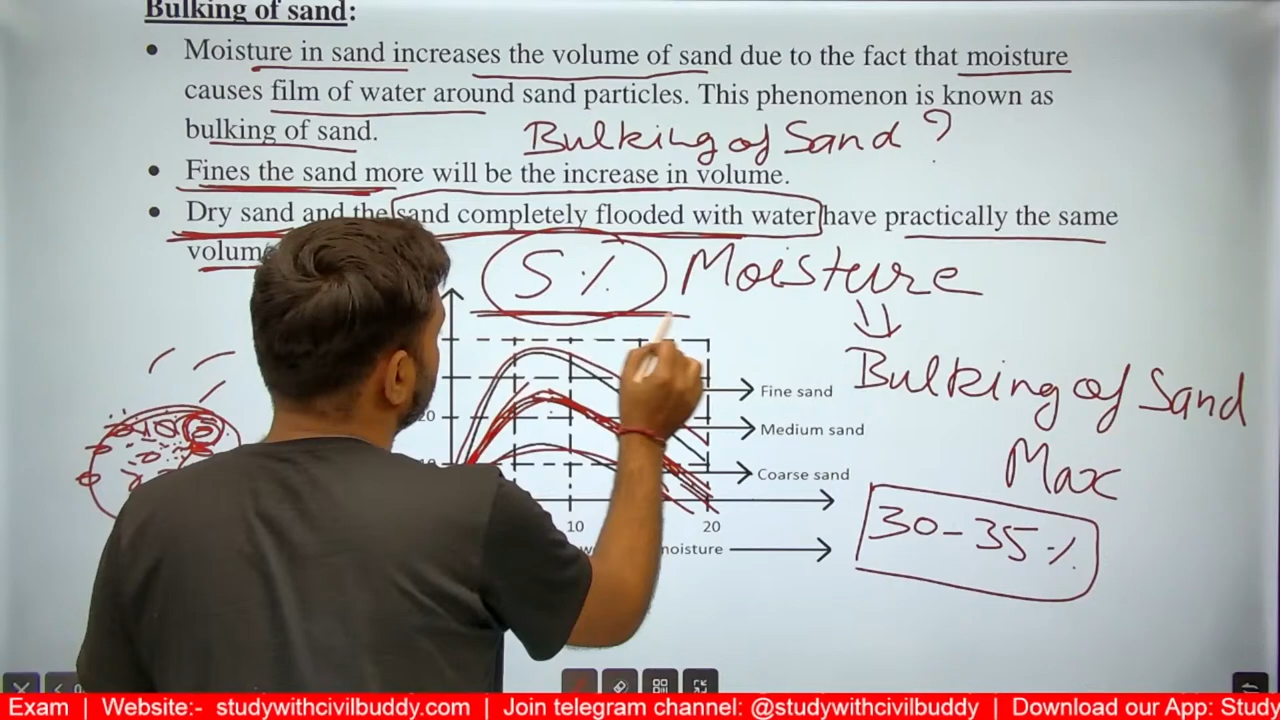 Bulking of sand:
• Moisture in sand increases the volume of sand due to the fact that moisture
causes film of water around sand particles. This phenomenon is known as
bulking of sand.
Bulking of Sand ?
• Fines the sand more will be the increase in volume.
• Dry sand and the sand completely flooded with water have practically the same
5% Moisture
Bulking of Sand
Max
30-35%
Fine sand
20
Medium sand
Coarse sand
10
20
moisture
Exam | Website:- studywithcivilbuddy.com | Join telegram channel: @studywithcivilbuddy | Download our App: Study